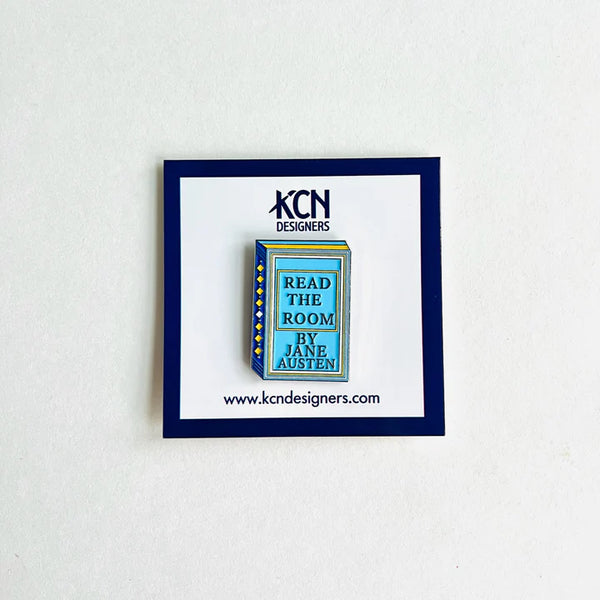 KCN
DESIGNERS
READ
THE
ROOM
BY
JANE
AUSTEN
www.kcndesigners.com